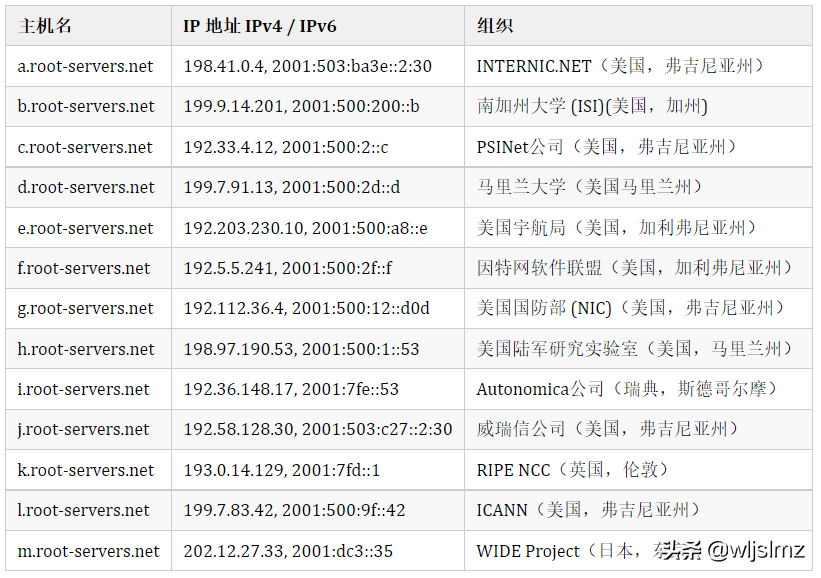 主机名 IP 地址 IPv4 / IPv6 组织
a.root-servers.net 198.41.0.4, 2001:503:ba3e::2:30 INTERNIC.NET（美国，弗吉尼亚州）
b.root-servers.net 199.9.14.201, 2001:500:200::b 南加州大学 (ISI)(美国，加州)
c.root-servers.net 192.33.4.12, 2001:500:2::c PSINet公司（美国，弗吉尼亚州）
d.root-servers.net 199.7.91.13, 2001:500:2d::d 马里兰大学（美国马里兰州）
e.root-servers.net 192.203.230.10, 2001:500:a8::e 美国宇航局（美国，加利弗尼亚州）
f.root-servers.net 192.5.5.241, 2001:500:2f::f 因特网软件联盟（美国，加利弗尼亚州）
g.root-servers.net 192.112.36.4, 2001:500:12::d0d 美国国防部 (NIC)（美国，弗吉尼亚州）
h.root-servers.net 198.97.190.53, 2001:500:1::53 美国陆军研究实验室（美国，马里兰州）
i.root-servers.net 192.36.148.17, 2001:7fe::53 Autonomica公司（瑞典，斯德哥尔摩）
j.root-servers.net 192.58.128.30, 2001:503:c27::2:30 威瑞信公司（美国，弗吉尼亚州）
k.root-servers.net 193.0.14.129, 2001:7fd::1 RIPE NCC（英国，伦敦）
l.root-servers.net 199.7.83.42, 2001:500:9f::42 ICANN（美国，弗吉尼亚州）
m.root-servers.net 202.12.27.33, 2001:dc3::35 WIDE Project（日本，东
头条 @wljslmz